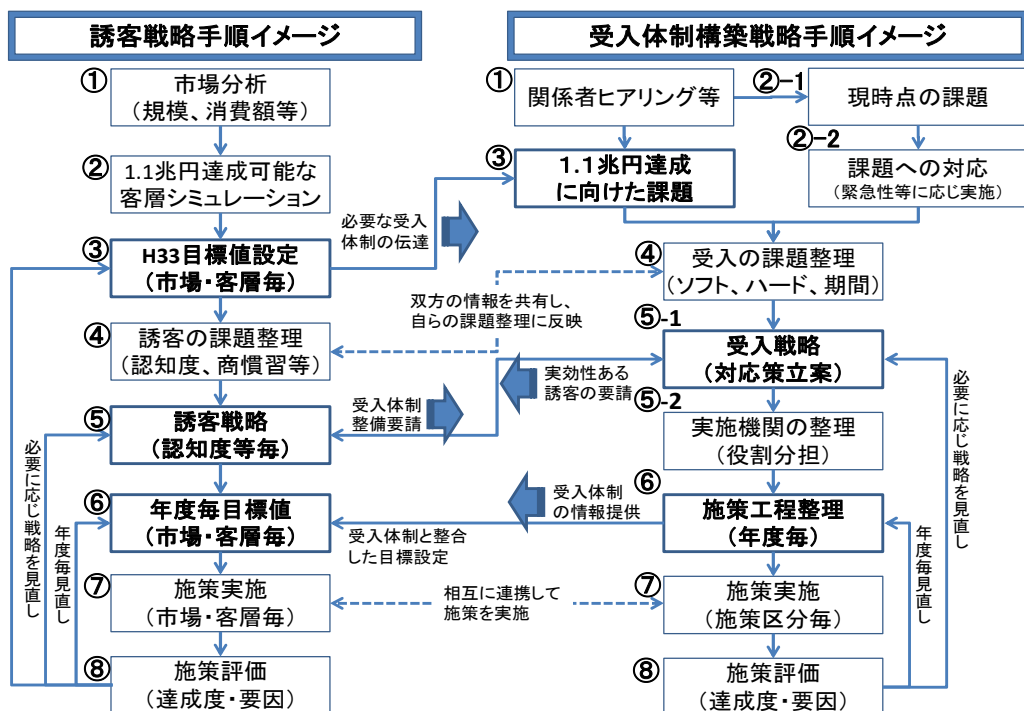 誘客戦略手順イメージ
①
市場分析
（規模、消費額等）
②
1.1兆円達成可能な
客層シミュレーション
③
H33目標値設定
（市場・客層毎）
④
誘客の課題整理
（認知度、商慣習等）
⑤
誘客戦略
（認知度等毎）
⑥
年度毎目標値
（市場・客層毎）
⑦
施策実施
（市場・客層毎）
⑧
施策評価
（達成度・要因）
必要に応じ戦略を見直し
年度毎見直し
必要な受入
体制の伝達
双方の情報を共有し、
自らの課題整理に反映
受入体制
整備要請
実効性ある
誘客の要請
受入体制
の情報提供
受入体制と整合
した目標設定
相互に連携して
施策を実施
受入体制構築戦略手順イメージ
①
関係者ヒアリング等
②-1
現時点の課題
②-2
課題への対応
（緊急性等に応じ実施）
③
1.1兆円達成
に向けた課題
④
受入の課題整理
（ソフト、ハード、期間）
⑤-1
受入戦略
（対応策立案）
⑤-2
実施機関の整理
（役割分担）
⑥
施策工程整理
（年度毎）
⑦
施策実施
（施策区分毎）
⑧
施策評価
（達成度・要因）
年度毎見直し
必要に応じ戦略を見直し